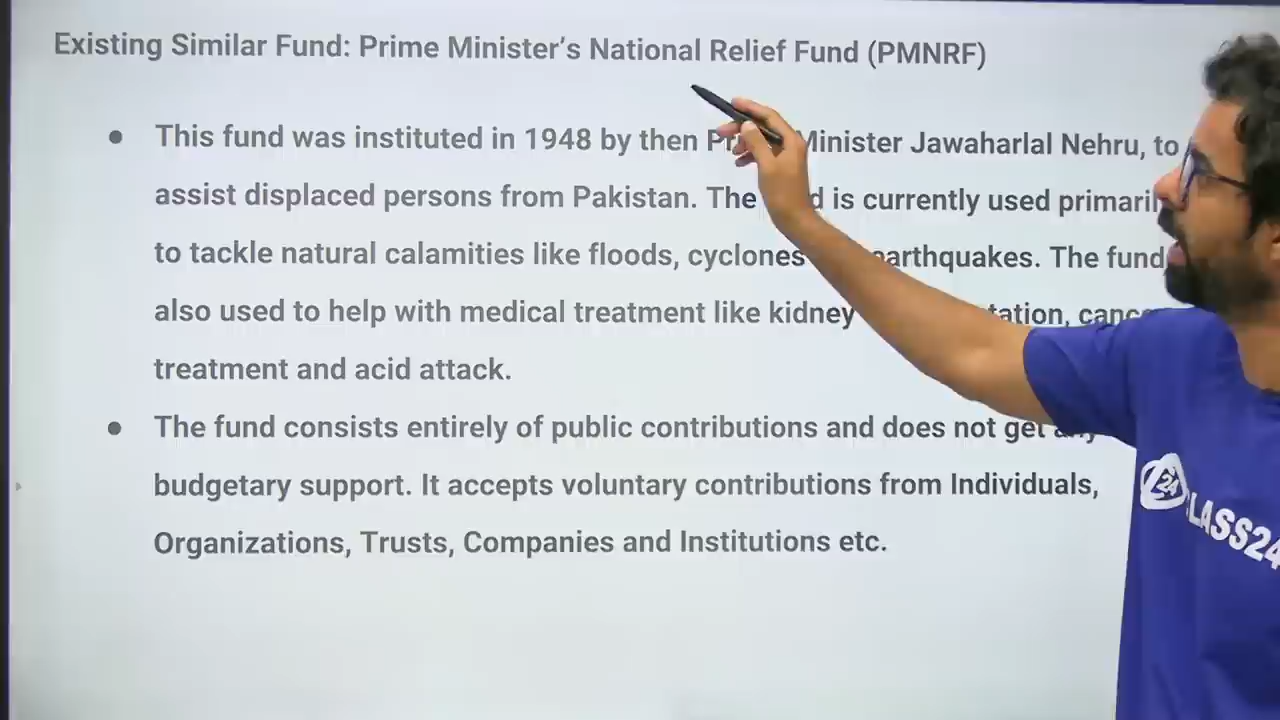 Existing Similar Fund: Prime Minister's National Relief Fund (PMNRF)
● This fund was instituted in 1948 by then Minister Jawaharlal Nehru, to
assist displaced persons from Pakistan. The is currently used
to tackle natural calamities like floods, cyclones earthquakes. The fund
also used to help with medical treatment like kidney
treatment and acid attack.
● The fund consists entirely of public contributions and does not get
budgetary support. It accepts voluntary contributions from Individuals,
Organizations, Trusts, Companies and Institutions etc.
24
CLASS24